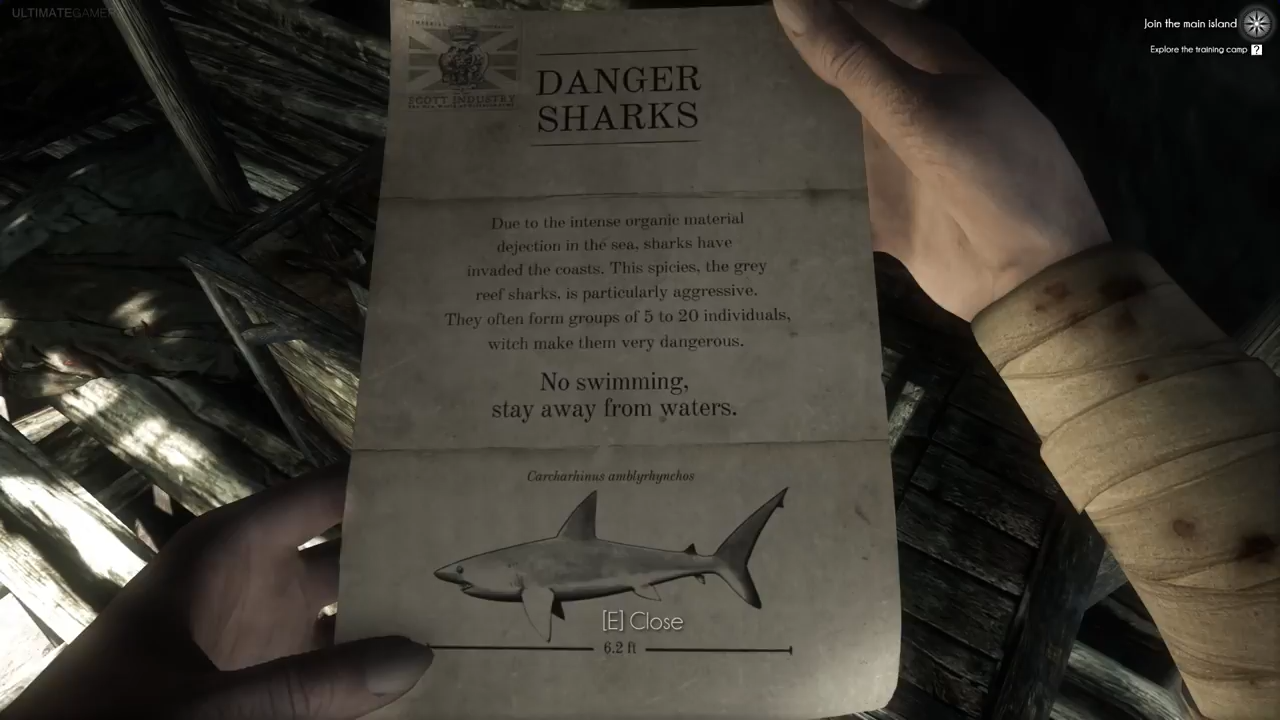 ULTIMATEGAMER
Join the main island
Explore the training camp ?
SCOTT INDUSTRY
DANGER
SHARKS
Due to the intense organic material
dejection in the sea, sharks have
invaded the coasts. This spicies, the grey
reef sharks, is particularly aggressive.
They often form groups of 5 to 20 individuals,
witch make them very dangerous.
No swimming,
stay away from waters.
Carcharhinus amblyrhynchos
[E] Close
6.2 ft